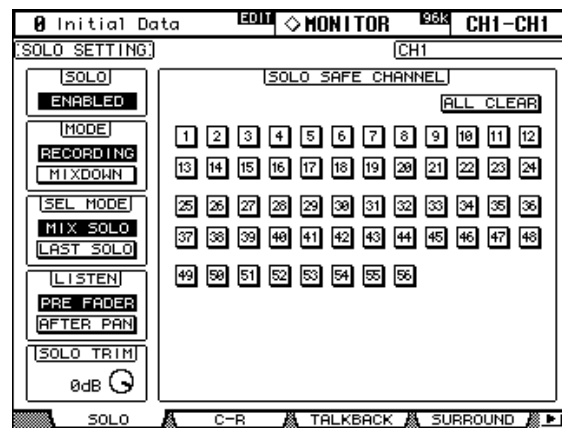 0 Initial Data EDIT ◇MONITOR 96K CH1-CH1
SOLO SETTING CH1
SOLO
ENABLED
MODE
RECORDING
MIXDOWN
SEL MODE
MIX SOLO
LAST SOLO
LISTEN
PRE FADER
AFTER PAN
SOLO TRIM
0dB
SOLO SAFE CHANNEL
ALL CLEAR
1 2 3 4 5 6 7 8 9 10 11 12
13 14 15 16 17 18 19 20 21 22 23 24
25 26 27 28 29 30 31 32 33 34 35 36
37 38 39 40 41 42 43 44 45 46 47 48
49 50 51 52 53 54 55 56
SOLO C-R TALKBACK SURROUND